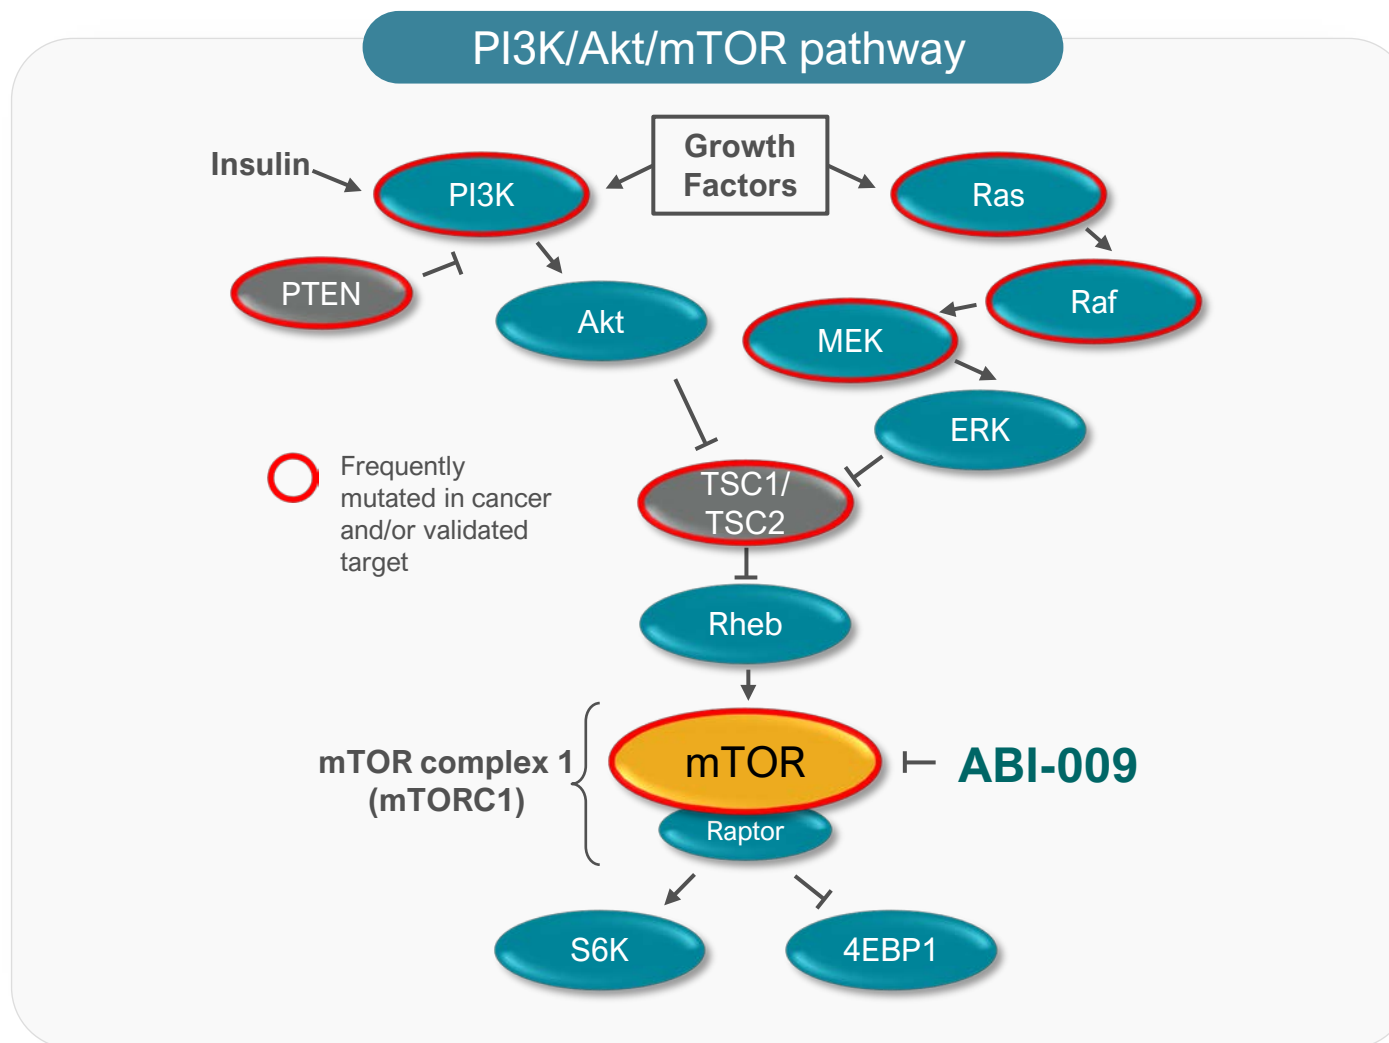 PI3K/Akt/mTOR pathway
Growth
Factors
Insulin
PI3K
Ras
PTEN
Akt
Raf
MEK
ERK
Frequently
mutated in cancer
and/or validated
target
TSC1/
TSC2
Rheb
mTOR complex 1
(mTORC1)
mTOR
ABI-009
Raptor
S6K
4EBP1